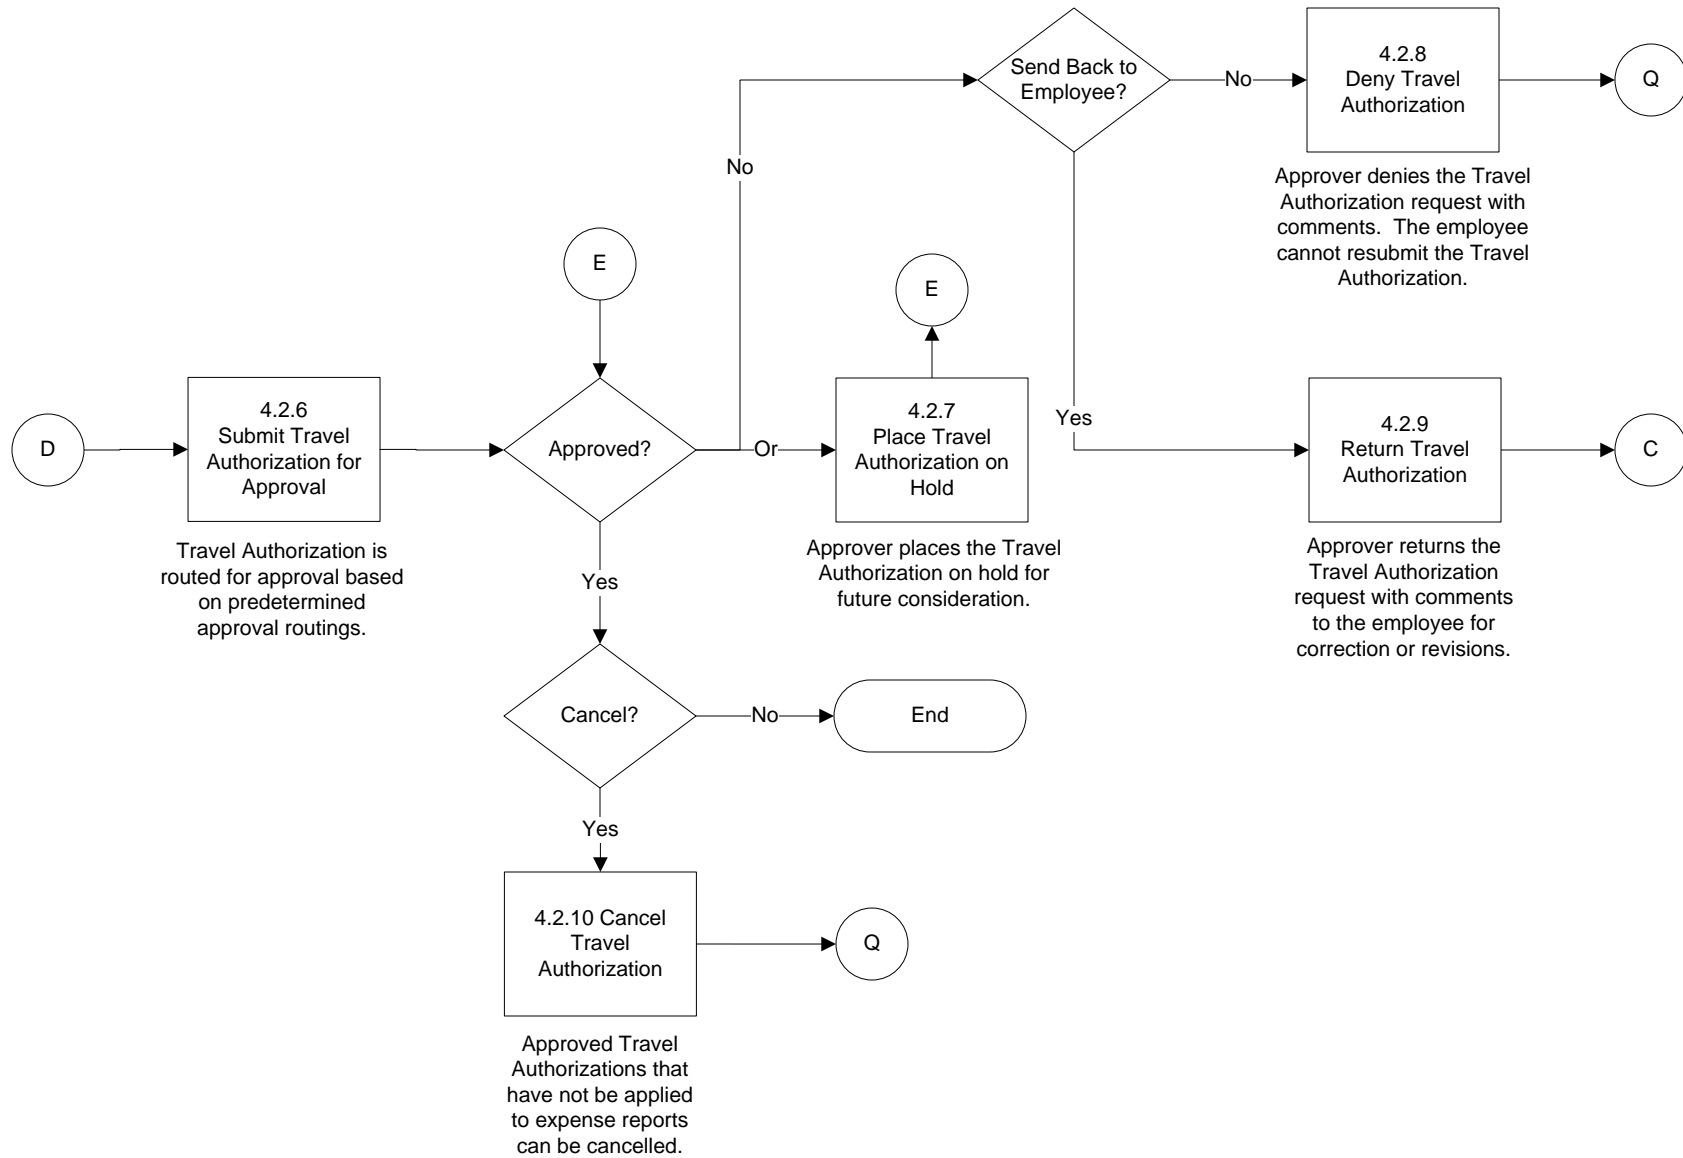 Send Back to
Employee?
No
4.2.8
Deny Travel
Authorization
Q
Approver denies the Travel
Authorization request with
comments.  The employee
cannot resubmit the Travel
Authorization.
No
E
E
D
4.2.6
Submit Travel
Authorization for
Approval
Travel Authorization is
routed for approval based
on predetermined
approval routings.
Approved?
Or
4.2.7
Place Travel
Authorization on
Hold
Approver places the Travel
Authorization on hold for
future consideration.
Yes
4.2.9
Return Travel
Authorization
C
Approver returns the
Travel Authorization
request with comments
to the employee for
correction or revisions.
Yes
Cancel?
No
End
Yes
4.2.10 Cancel
Travel
Authorization
Q
Approved Travel
Authorizations that
have not be applied
to expense reports
can be cancelled.